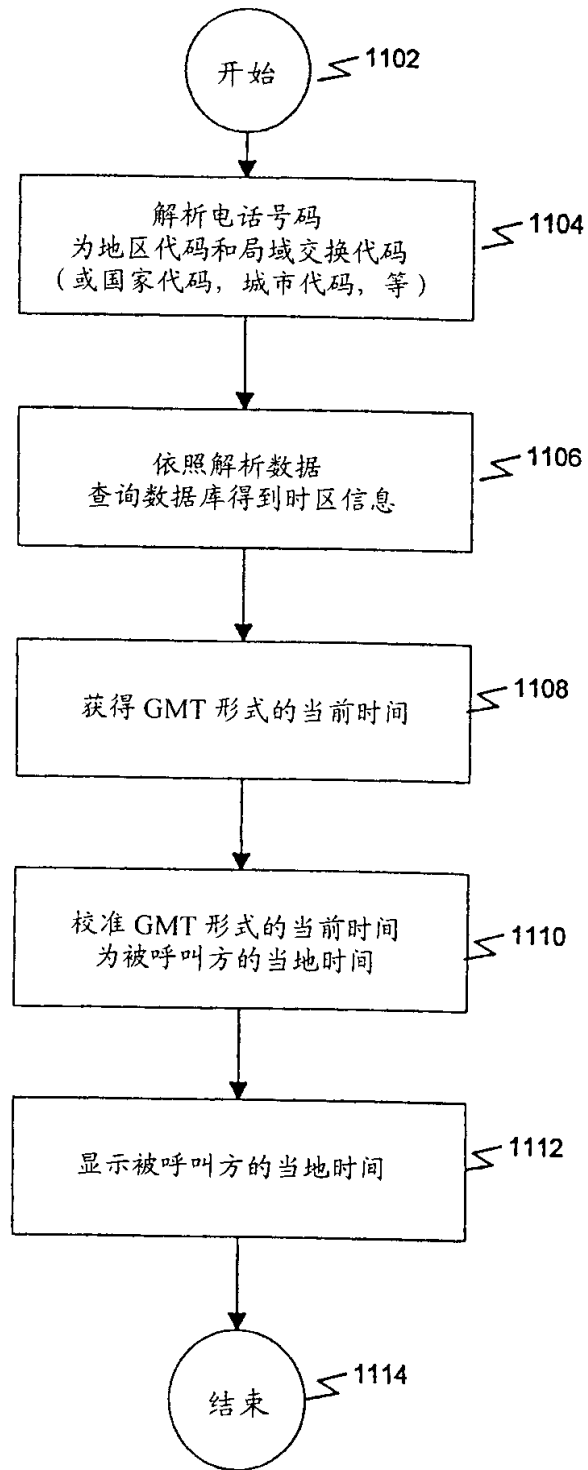 开始
1102
解析电话号码
为地区代码和局域交换代码
（或国家代码，城市代码，等）
1104
依照解析数据
查询数据库得到时区信息
1106
获得 GMT 形式的当前时间
1108
校准 GMT 形式的当前时间
为被呼叫方的当地时间
1110
显示被呼叫方的当地时间
1112
结束
1114